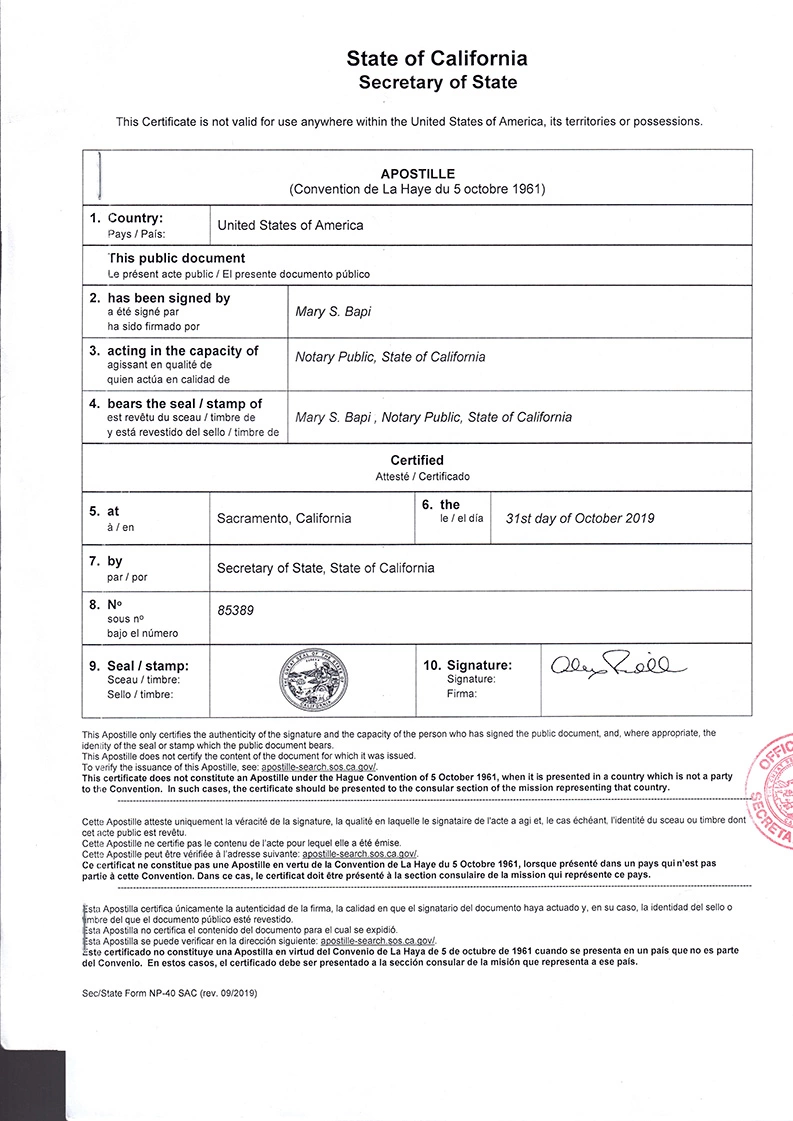 State of California
Secretary of State
This Certificate is not valid for use anywhere within the United States of America, its territories or possessions.
APOSTILLE
(Convention de La Haye du 5 octobre 1961)
1. Country:
Pays / País:
United States of America
This public document
Le présent acte public / El presente documento público
2. has been signed by
a été signé par
ha sido firmado por
Mary S. Bapi
3. acting in the capacity of
agissant en qualité de
quien actúa en calidad de
Notary Public, State of California
4. bears the seal / stamp of
est revêtu du sceau / timbre de
y está revestido del sello / timbre de
Mary S. Bapi , Notary Public, State of California
Certified
Attesté / Certificado
5. at
à / en
Sacramento, California
6. the
le / el día
31st day of October 2019
7. by
par / por
Secretary of State, State of California
8. Nº
sous nº
bajo el número
85389
9. Seal / stamp:
Sceau / timbre:
Sello / timbre:
THE GREAT SEAL OF THE STATE OF CALIFORNIA
EUREKA
10. Signature:
Signature:
Firma:
This Apostille only certifies the authenticity of the signature and the capacity of the person who has signed the public document, and, where appropriate, the
identity of the seal or stamp which the public document bears.
This Apostille does not certify the content of the document for which it was issued.
To verify the issuance of this Apostille, see: apostille-search.sos.ca.gov/.
This certificate does not constitute an Apostille under the Hague Convention of 5 October 1961, when it is presented in a country which is not a party
to the Convention. In such cases, the certificate should be presented to the consular section of the mission representing that country.
Cette Apostille atteste uniquement la véracité de la signature, la qualité en laquelle le signataire de l'acte a agi et, le cas échéant, l'identité du sceau ou timbre dont
cet acte public est revêtu.
Cette Apostille ne certifie pas le contenu de l'acte pour lequel elle a été émise.
Cette Apostille peut être vérifiée à l'adresse suivante: apostille-search.sos.ca.gov/.
Ce certificat ne constitue pas une Apostille en vertu de la Convention de La Haye du 5 Octobre 1961, lorsque présenté dans un pays qui n'est pas
partie à cette Convention. Dans ce cas, le certificat doit être présenté à la section consulaire de la mission qui représente ce pays.
Esta Apostilla certifica únicamente la autenticidad de la firma, la calidad en que el signatario del documento haya actuado y, en su caso, la identidad del sello o
timbre del que el documento público esté revestido.
Esta Apostilla no certifica el contenido del documento para el cual se expidió.
Esta Apostilla se puede verificar en la dirección siguiente: apostille-search.sos.ca.gov/.
Este certificado no constituye una Apostilla en virtud del Convenio de La Haya de 5 de octubre de 1961 cuando se presenta en un país que no es parte
del Convenio. En estos casos, el certificado debe ser presentado a la sección consular de la misión que representa a ese país.
Sec/State Form NP-40 SAC (rev. 09/2019)
OFFIC
SECRETA